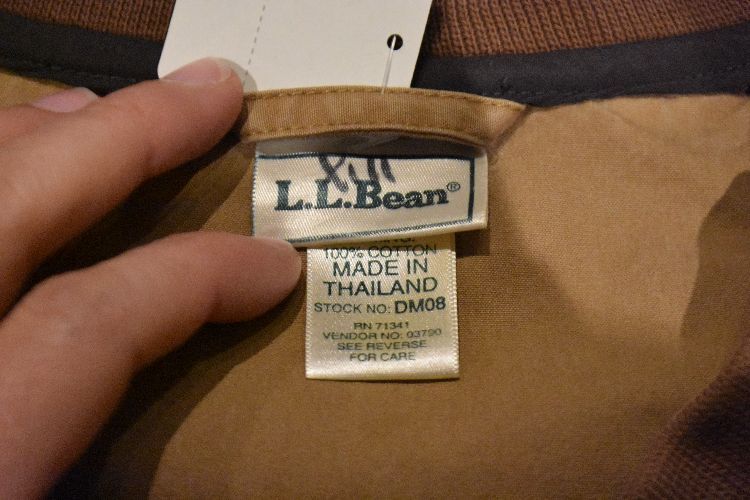 L.L.Bean®
100% COTTON
MADE IN
THAILAND
STOCK NO: DM08
RN 71341
VENDOR NO: 03790
SEE REVERSE
FOR CARE